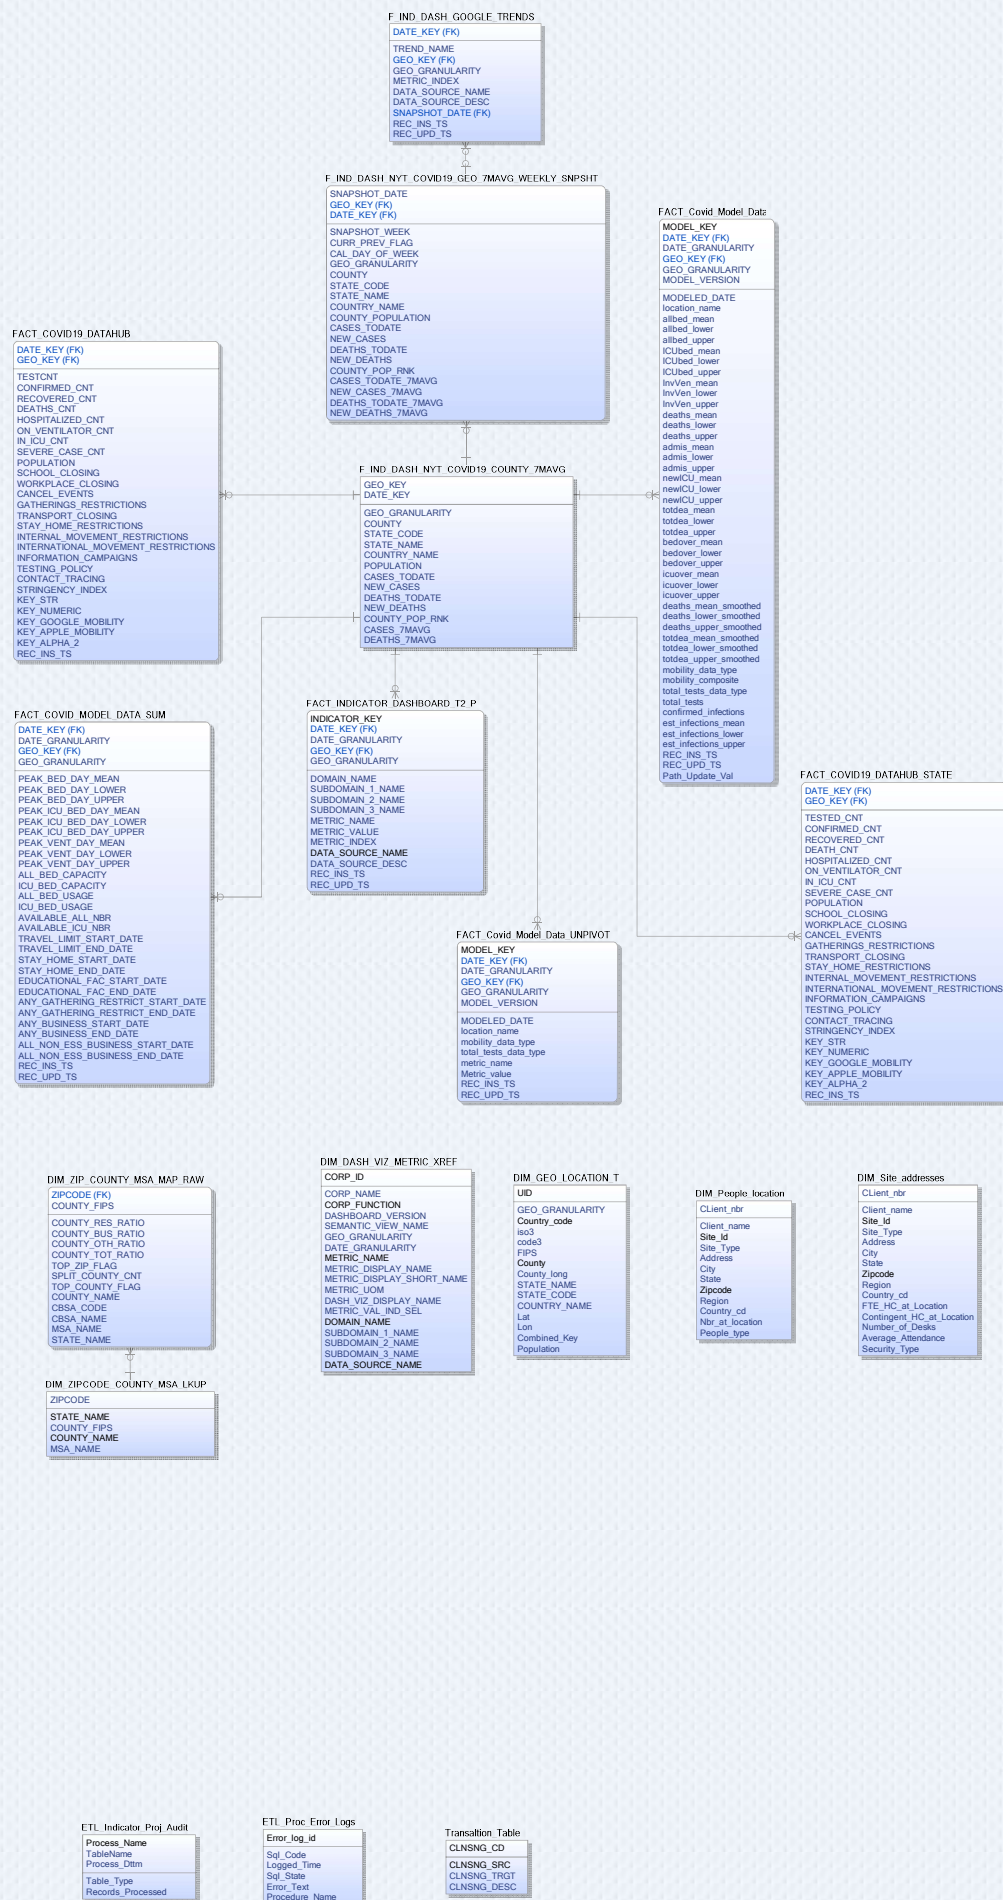 F_IND_DASH_GOOGLE_TRENDS
DATE_KEY (FK)
TREND_NAME
GEO_KEY (FK)
GEO_GRANULARITY
METRIC_INDEX
DATA_SOURCE_NAME
DATA_SOURCE_DESC
SNAPSHOT_DATE (FK)
REC_INS_TS
REC_UPD_TS
F_IND_DASH_NYT_COVID19_GEO_7MAVG_WEEKLY_SNPSHT
SNAPSHOT_DATE
GEO_KEY (FK)
DATE_KEY (FK)
SNAPSHOT_WEEK
CURR_PREV_FLAG
CAL_DAY_OF_WEEK
GEO_GRANULARITY
COUNTY
STATE_CODE
STATE_NAME
COUNTRY_NAME
COUNTY_POPULATION
CASES_TODATE
NEW_CASES
DEATHS_TODATE
NEW_DEATHS
COUNTY_POP_RNK
CASES_TODATE_7MAVG
NEW_CASES_7MAVG
DEATHS_TODATE_7MAVG
NEW_DEATHS_7MAVG
FACT_Covid_Model_Data
MODEL_KEY
DATE_KEY (FK)
DATE_GRANULARITY
GEO_KEY (FK)
GEO_GRANULARITY
MODEL_VERSION
MODELED_DATE
location_name
allbed_mean
allbed_lower
allbed_upper
ICUbed_mean
ICUbed_lower
ICUbed_upper
InvVen_mean
InvVen_lower
InvVen_upper
deaths_mean
deaths_lower
deaths_upper
admis_mean
admis_lower
admis_upper
newICU_mean
newICU_lower
newICU_upper
totdea_mean
totdea_lower
totdea_upper
bedover_mean
bedover_lower
bedover_upper
icuover_mean
icuover_lower
icuover_upper
deaths_mean_smoothed
deaths_lower_smoothed
deaths_upper_smoothed
totdea_mean_smoothed
totdea_lower_smoothed
totdea_upper_smoothed
mobility_data_type
mobility_composite
total_tests_data_type
total_tests
confirmed_infections
est_infections_mean
est_infections_lower
est_infections_upper
REC_INS_TS
REC_UPD_TS
Path_Update_Val
FACT_COVID19_DATAHUB
DATE_KEY (FK)
GEO_KEY (FK)
TESTCNT
CONFIRMED_CNT
RECOVERED_CNT
DEATHS_CNT
HOSPITALIZED_CNT
ON_VENTILATOR_CNT
IN_ICU_CNT
SEVERE_CASE_CNT
POPULATION
SCHOOL_CLOSING
WORKPLACE_CLOSING
CANCEL_EVENTS
GATHERINGS_RESTRICTIONS
TRANSPORT_CLOSING
STAY_HOME_RESTRICTIONS
INTERNAL_MOVEMENT_RESTRICTIONS
INTERNATIONAL_MOVEMENT_RESTRICTIONS
INFORMATION_CAMPAIGNS
TESTING_POLICY
CONTACT_TRACING
STRINGENCY_INDEX
KEY_STR
KEY_NUMERIC
KEY_GOOGLE_MOBILITY
KEY_APPLE_MOBILITY
KEY_ALPHA_2
REC_INS_TS
F_IND_DASH_NYT_COVID19_COUNTY_7MAVG
GEO_KEY
DATE_KEY
GEO_GRANULARITY
COUNTY
STATE_CODE
STATE_NAME
COUNTRY_NAME
POPULATION
CASES_TODATE
NEW_CASES
DEATHS_TODATE
NEW_DEATHS
COUNTY_POP_RNK
CASES_7MAVG
DEATHS_7MAVG
FACT_COVID_MODEL_DATA_SUM
DATE_KEY (FK)
DATE_GRANULARITY
GEO_KEY (FK)
GEO_GRANULARITY
PEAK_BED_DAY_MEAN
PEAK_BED_DAY_LOWER
PEAK_BED_DAY_UPPER
PEAK_ICU_BED_DAY_MEAN
PEAK_ICU_BED_DAY_LOWER
PEAK_ICU_BED_DAY_UPPER
PEAK_VENT_DAY_MEAN
PEAK_VENT_DAY_LOWER
PEAK_VENT_DAY_UPPER
ALL_BED_CAPACITY
ICU_BED_CAPACITY
ALL_BED_USAGE
ICU_BED_USAGE
AVAILABLE_ALL_NBR
AVAILABLE_ICU_NBR
TRAVEL_LIMIT_START_DATE
TRAVEL_LIMIT_END_DATE
STAY_HOME_START_DATE
STAY_HOME_END_DATE
EDUCATIONAL_FAC_START_DATE
EDUCATIONAL_FAC_END_DATE
ANY_GATHERING_RESTRICT_START_DATE
ANY_GATHERING_RESTRICT_END_DATE
ANY_BUSINESS_START_DATE
ANY_BUSINESS_END_DATE
ALL_NON_ESS_BUSINESS_START_DATE
ALL_NON_ESS_BUSINESS_END_DATE
REC_INS_TS
REC_UPD_TS
FACT_INDICATOR_DASHBOARD_T2_P
INDICATOR_KEY
DATE_KEY (FK)
DATE_GRANULARITY
GEO_KEY (FK)
GEO_GRANULARITY
DOMAIN_NAME
SUBDOMAIN_1_NAME
SUBDOMAIN_2_NAME
SUBDOMAIN_3_NAME
METRIC_NAME
METRIC_VALUE
METRIC_INDEX
DATA_SOURCE_NAME
DATA_SOURCE_DESC
REC_INS_TS
REC_UPD_TS
FACT_COVID19_DATAHUB_STATE
DATE_KEY (FK)
GEO_KEY (FK)
TESTED_CNT
CONFIRMED_CNT
RECOVERED_CNT
DEATH_CNT
HOSPITALIZED_CNT
ON_VENTILATOR_CNT
IN_ICU_CNT
SEVERE_CASE_CNT
POPULATION
SCHOOL_CLOSING
WORKPLACE_CLOSING
CANCEL_EVENTS
GATHERINGS_RESTRICTIONS
TRANSPORT_CLOSING
STAY_HOME_RESTRICTIONS
INTERNAL_MOVEMENT_RESTRICTIONS
INTERNATIONAL_MOVEMENT_RESTRICTIONS
INFORMATION_CAMPAIGNS
TESTING_POLICY
CONTACT_TRACING
STRINGENCY_INDEX
KEY_STR
KEY_NUMERIC
KEY_GOOGLE_MOBILITY
KEY_APPLE_MOBILITY
KEY_ALPHA_2
REC_INS_TS
FACT_Covid_Model_Data_UNPIVOT
MODEL_KEY
DATE_KEY (FK)
DATE_GRANULARITY
GEO_KEY (FK)
GEO_GRANULARITY
MODEL_VERSION
MODELED_DATE
location_name
mobility_data_type
total_tests_data_type
metric_name
Metric_value
REC_INS_TS
REC_UPD_TS
DIM_ZIP_COUNTY_MSA_MAP_RAW
ZIPCODE (FK)
COUNTY_FIPS
COUNTY_RES_RATIO
COUNTY_BUS_RATIO
COUNTY_OTH_RATIO
COUNTY_TOT_RATIO
TOP_ZIP_FLAG
SPLIT_COUNTY_CNT
TOP_COUNTY_FLAG
COUNTY_NAME
CBSA_CODE
CBSA_NAME
MSA_NAME
STATE_NAME
DIM_ZIPCODE_COUNTY_MSA_LKUP
ZIPCODE
STATE_NAME
COUNTY_FIPS
COUNTY_NAME
MSA_NAME
DIM_DASH_VIZ_METRIC_XREF
CORP_ID
CORP_NAME
CORP_FUNCTION
DASHBOARD_VERSION
SEMANTIC_VIEW_NAME
GEO_GRANULARITY
DATE_GRANULARITY
METRIC_NAME
METRIC_DISPLAY_NAME
METRIC_DISPLAY_SHORT_NAME
METRIC_UOM
DASH_VIZ_DISPLAY_NAME
METRIC_VAL_IND_SEL
DOMAIN_NAME
SUBDOMAIN_1_NAME
SUBDOMAIN_2_NAME
SUBDOMAIN_3_NAME
DATA_SOURCE_NAME
DIM_GEO_LOCATION_T
UID
GEO_GRANULARITY
Country_code
iso3
code3
FIPS
County
County_long
STATE_NAME
STATE_CODE
COUNTRY_NAME
Lat
Lon
Combined_Key
Population
DIM_People_location
CLient_nbr
Client_name
Site_Id
Site_Type
Address
City
State
Zipcode
Region
Country_cd
Nbr_at_location
People_type
DIM_Site_addresses
CLient_nbr
Client_name
Site_Id
Site_Type
Address
City
State
Zipcode
Region
Country_cd
FTE_HC_at_Location
Contingent_HC_at_Location
Number_of_Desks
Average_Attendance
Security_Type
ETL_Indicator_Proj_Audit
Process_Name
TableName
Process_Dttm
Table_Type
Records_Processed
ETL_Proc_Error_Logs
Error_log_id
Sql_Code
Logged_Time
Sql_State
Error_Text
Procedure_Name
Transaltion_Table
CLNSNG_CD
CLNSNG_SRC
CLNSNG_TRGT
CLNSNG_DESC